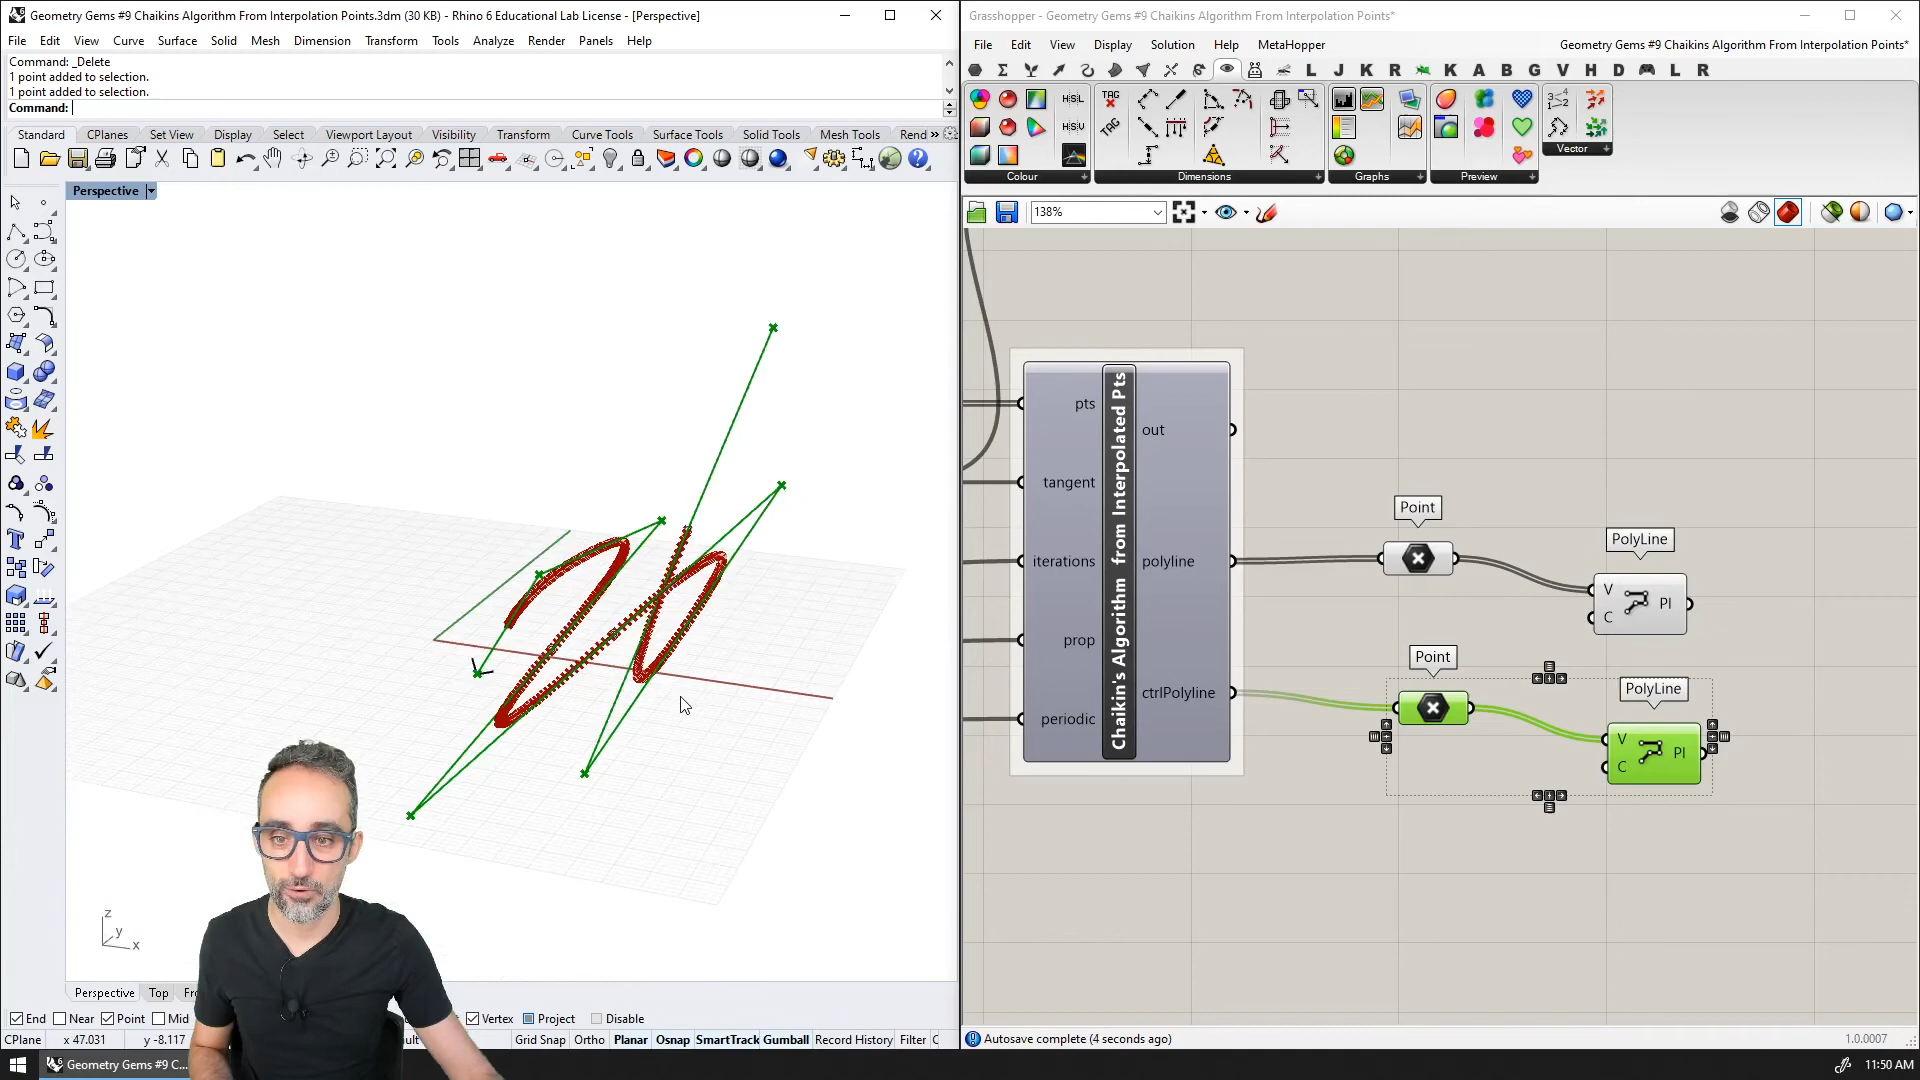 Geometry Gems #9 Chaikins Algorithm From Interpolation Points.3dm (30 KB) - Rhino 6 Educational Lab License - [Perspective]
File Edit View Curve Surface Solid Mesh Dimension Transform Tools Analyze Render Panels Help
Command: _Delete
1 point added to selection.
1 point added to selection.
Command:
Standard CPlanes Set View Display Select Viewport Layout Visibility Transform Curve Tools Surface Tools Solid Tools Mesh Tools Rend »
Perspective
z
y
x
Perspective Top
End Near Point Mid Vertex Project Disable
CPlane x 47.031 y -8.117 Grid Snap Ortho Planar Osnap SmartTrack Gumball Record History Filter
Geometry Gems #9 C...
Grasshopper - Geometry Gems #9 Chaikins Algorithm From Interpolation Points*
File Edit View Display Solution Help MetaHopper Geometry Gems #9 Chaikins Algorithm From Interpolation Points*
L J K R K A B G V H D L R
H|S|L TAG
H|S|V TAG
Colour Dimensions Graphs Preview Vector
138%
Chaikin's Algorithm from Interpolated Pts
pts
tangent
iterations
prop
periodic
out
polyline
ctrlPolyline
Point
PolyLine
V
C
Pl
Point
PolyLine
V
C
Pl
Autosave complete (4 seconds ago) 1.0.0007
11:50 AM